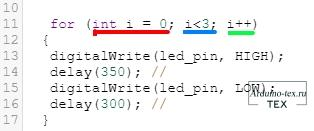 10
11 for (int i = 0; i<3; i++)
12 {
13 digitalWrite(led_pin, HIGH);
14 delay(350); //
15 digitalWrite(led_pin, LOW);
16 delay(300); //
17 }
Arduino-tex.ru
TEX